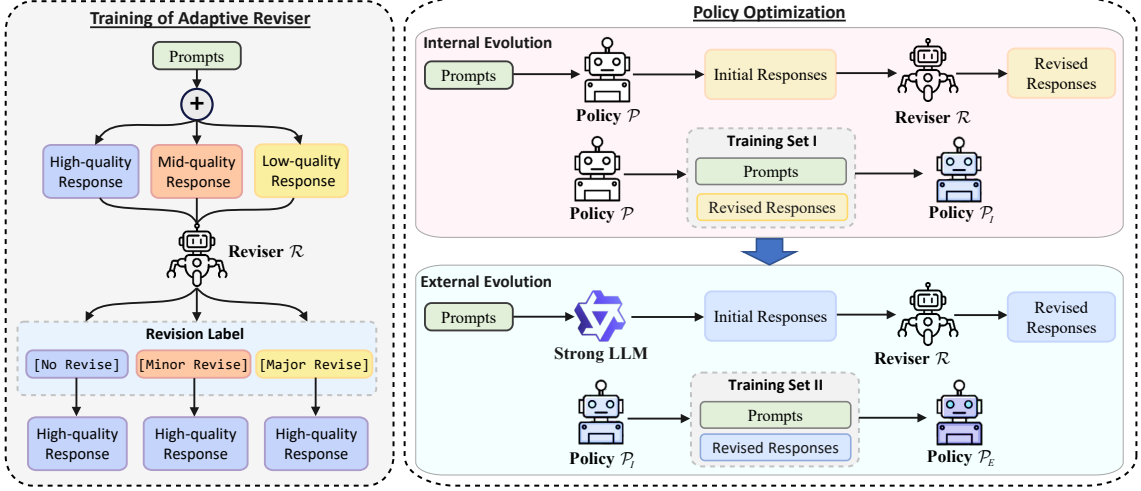 Training of Adaptive Reviser
Prompts
+
High-quality
Response
Mid-quality
Response
Low-quality
Response
Reviser R
Revision Label
[No Revise]
[Minor Revise]
[Major Revise]
High-quality
Response
High-quality
Response
High-quality
Response
Policy Optimization
Internal Evolution
Prompts
Policy P
Initial Responses
Reviser R
Revised
Responses
Policy P
Training Set I
Prompts
Revised Responses
Policy P_I
External Evolution
Prompts
Strong LLM
Initial Responses
Reviser R
Revised
Responses
Policy P_I
Training Set II
Prompts
Revised Responses
Policy P_E